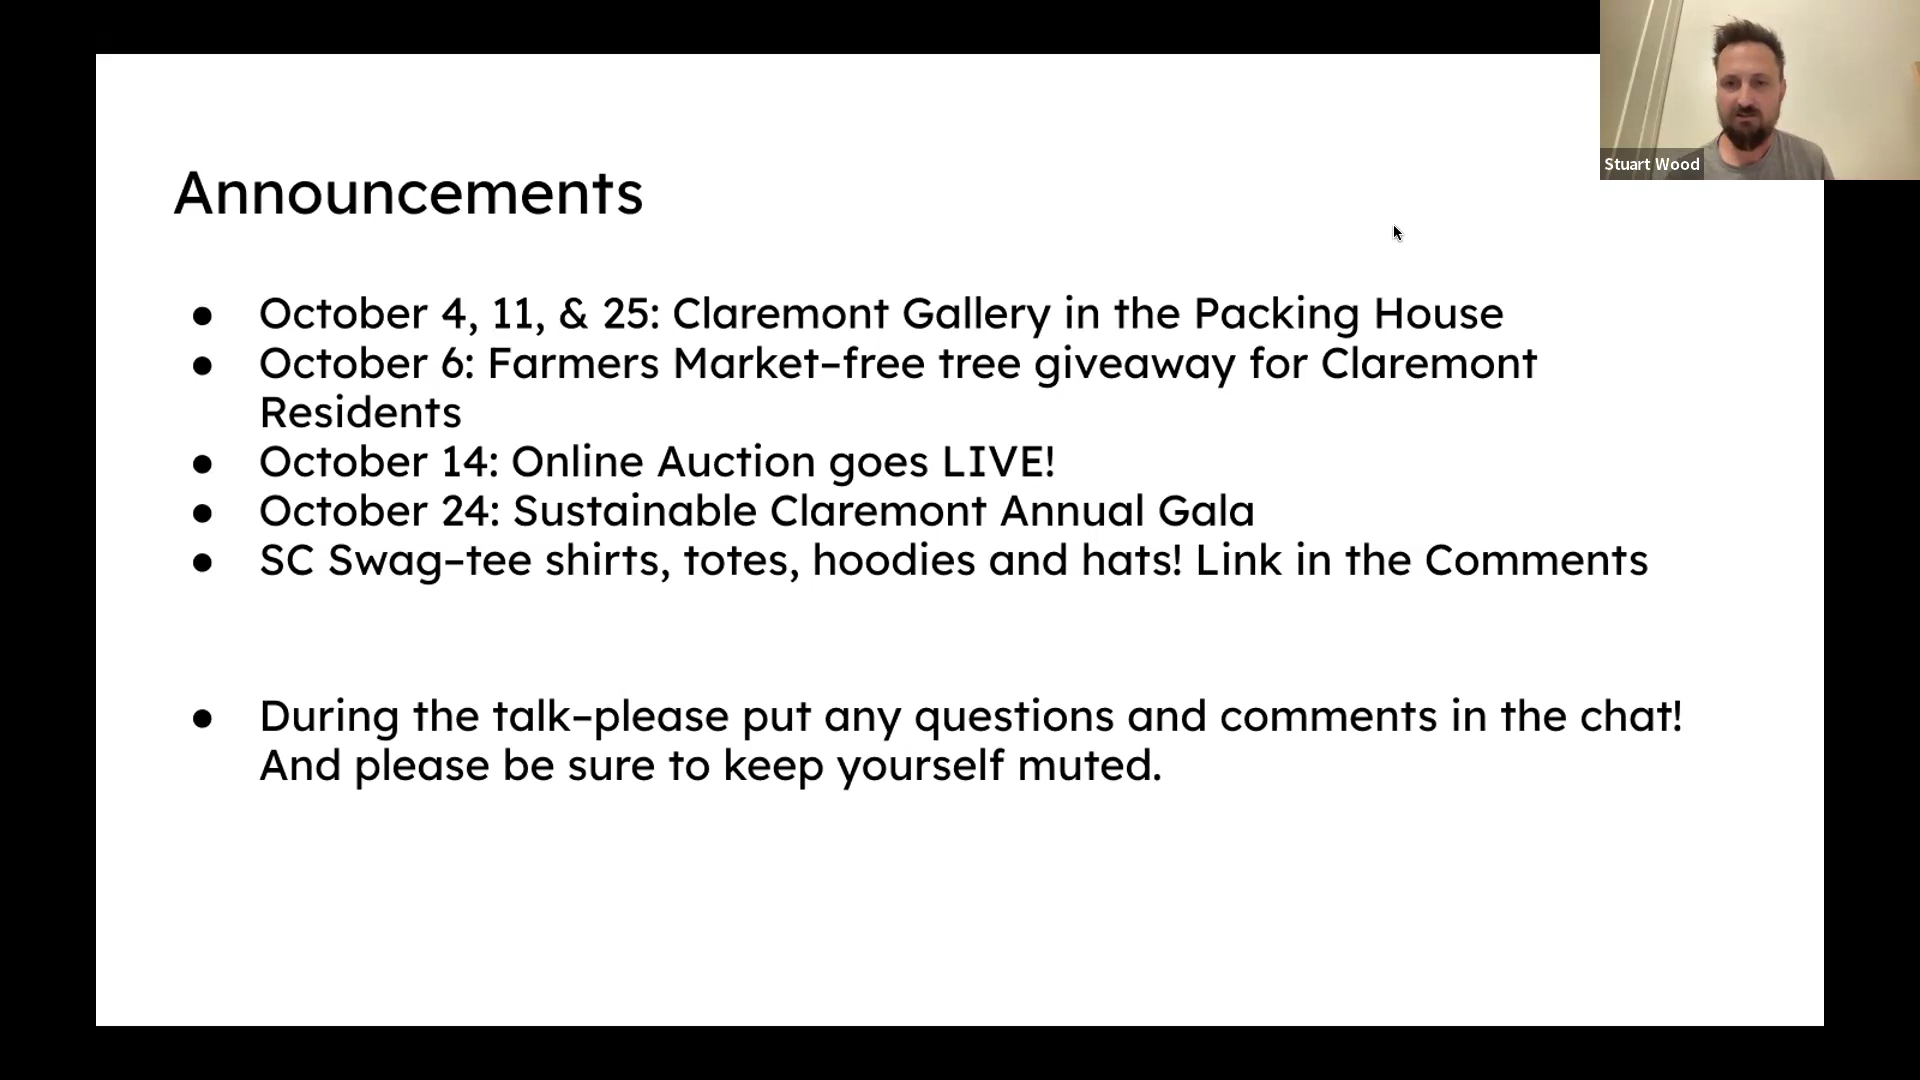 Stuart Wood
Announcements
● October 4, 11, & 25: Claremont Gallery in the Packing House
● October 6: Farmers Market–free tree giveaway for Claremont
Residents
● October 14: Online Auction goes LIVE!
● October 24: Sustainable Claremont Annual Gala
● SC Swag–tee shirts, totes, hoodies and hats! Link in the Comments
● During the talk–please put any questions and comments in the chat!
And please be sure to keep yourself muted.